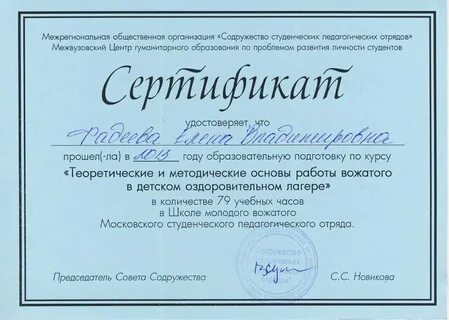 Межрегиональная общественная организация «Содружество студенческих педагогических отрядов»
Межвузовский Центр гуманитарного образования по проблемам развития личности студентов
Сертификат
удостоверяет, что
Фадеева Елена Владимировна
прошел(-ла) в 2013 году образовательную подготовку по курсу
«Теоретические и методические основы работы вожатого
в детском оздоровительном лагере»
в количестве 79 учебных часов
в Школе молодого вожатого
Московского студенческого педагогического отряда.
Председатель Совета Содружества
С.С. Новикова